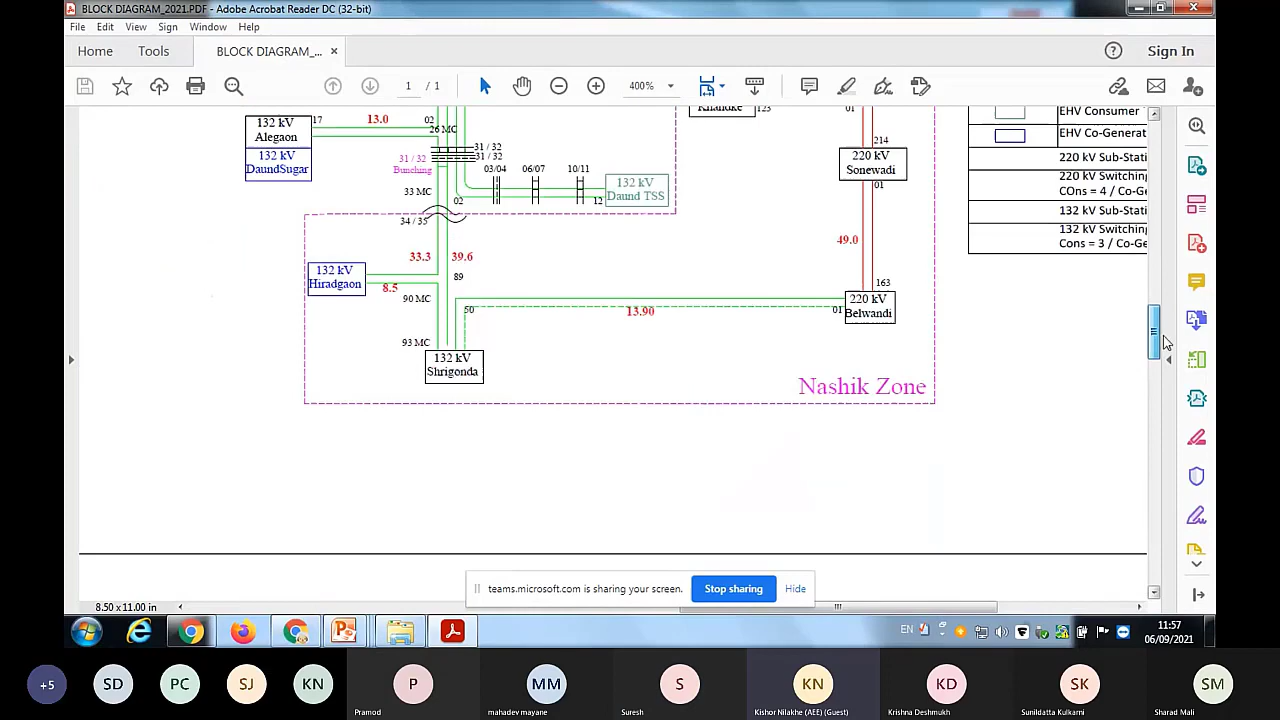 BLOCK DIAGRAM_2021.PDF - Adobe Acrobat Reader DC (32-bit)
File Edit View Sign Window Help
Home Tools BLOCK DIAGRAM_... × Sign In
1 / 1 400%
132 kV
Alegaon
17
13.0
02
26 MC
132 kV
DaundSugar
31 / 32
Bunching
31 / 32
31 / 32
03/04 06/07 10/11
33 MC
02
12
132 kV
Daund TSS
34 / 35
123
01
214
220 kV
Sonewadi
01
EHV Consumer
EHV Co-Generat
220 kV Sub-Stati
220 kV Switching
COns = 4 / Co-Ge
132 kV Sub-Stati
132 kV Switching
Cons = 3 / Co-Ge
33.3 39.6
49.0
132 kV
Hiradgaon
8.5
89
163
90 MC
50
13.90
01
220 kV
Belwandi
93 MC
132 kV
Shrigonda
Nashik Zone
teams.microsoft.com is sharing your screen. Stop sharing Hide
8.50 x 11.00 in
EN
11:57
06/09/2021
+5 SD PC SJ KN P MM S KN KD SK SM
Pramod mahadev mayane Suresh Kishor Nilakhe (AEE) (Guest) Krishna Deshmukh Sunildatta Kulkarni Sharad Mali